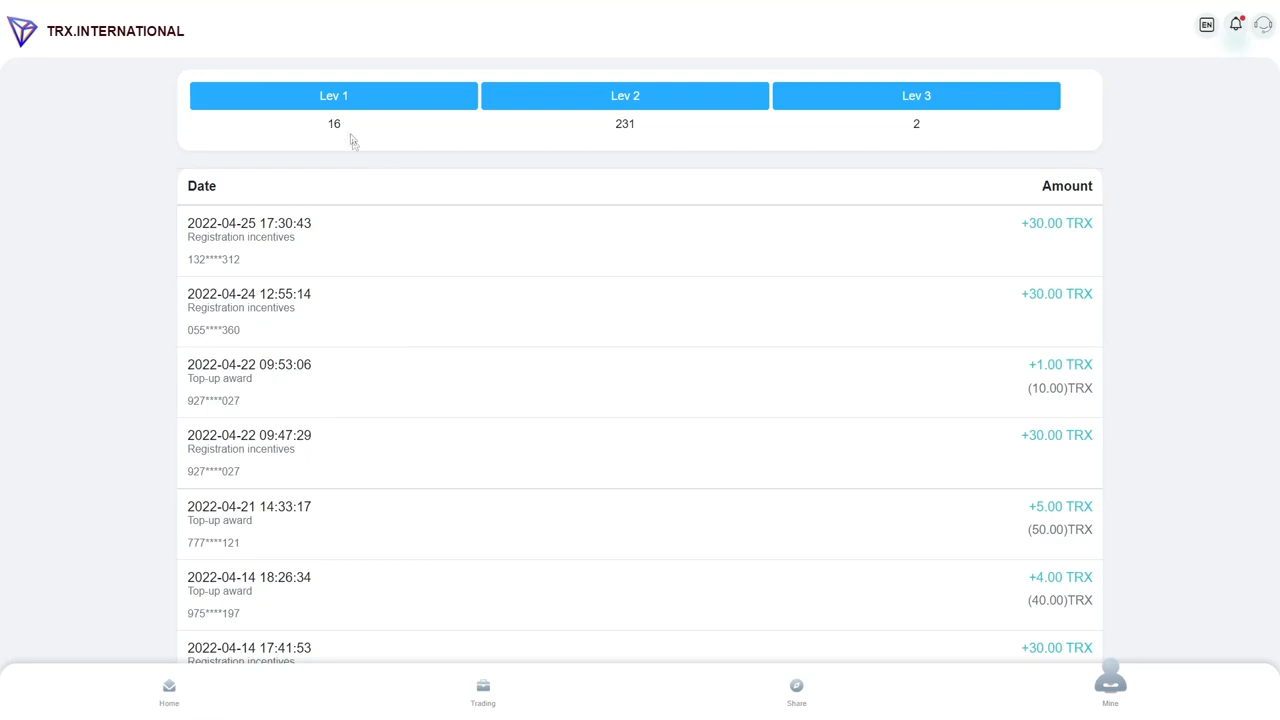 TRX.INTERNATIONAL
EN
Lev 1 Lev 2 Lev 3
16 231 2
Date Amount
2022-04-25 17:30:43 +30.00 TRX
Registration incentives
132****312
2022-04-24 12:55:14 +30.00 TRX
Registration incentives
055****360
2022-04-22 09:53:06 +1.00 TRX
Top-up award (10.00)TRX
927****027
2022-04-22 09:47:29 +30.00 TRX
Registration incentives
927****027
2022-04-21 14:33:17 +5.00 TRX
Top-up award (50.00)TRX
777****121
2022-04-14 18:26:34 +4.00 TRX
Top-up award (40.00)TRX
975****197
2022-04-14 17:41:53 +30.00 TRX
Registration incentives
Home Trading Share Mine